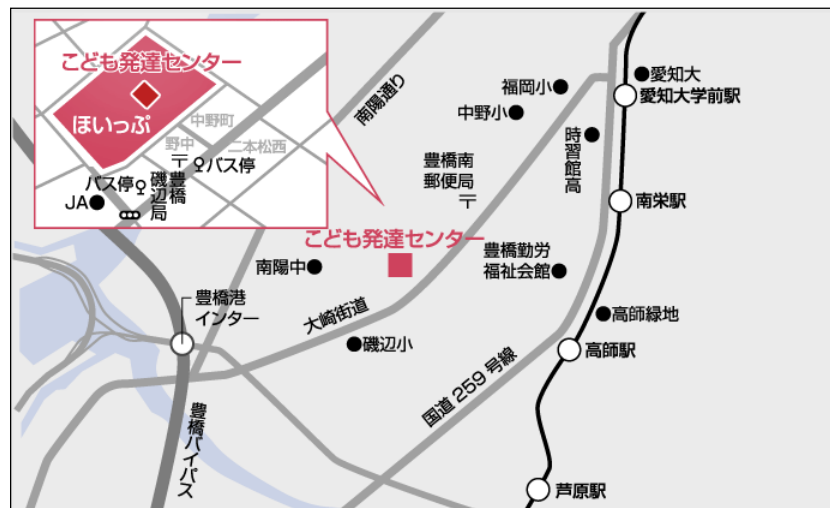 こども発達センター
ほいっぷ
中野町
野中
二本松西
〒
バス停
バス停
豊橋
磯辺局
JA
南陽通り
福岡小
中野小
愛知大
愛知大学前駅
時習館高
豊橋南
郵便局
〒
南栄駅
こども発達センター
南陽中
豊橋勤労
福祉会館
豊橋港
インター
大崎街道
磯辺小
高師緑地
高師駅
国道259号線
豊橋バイパス
芦原駅